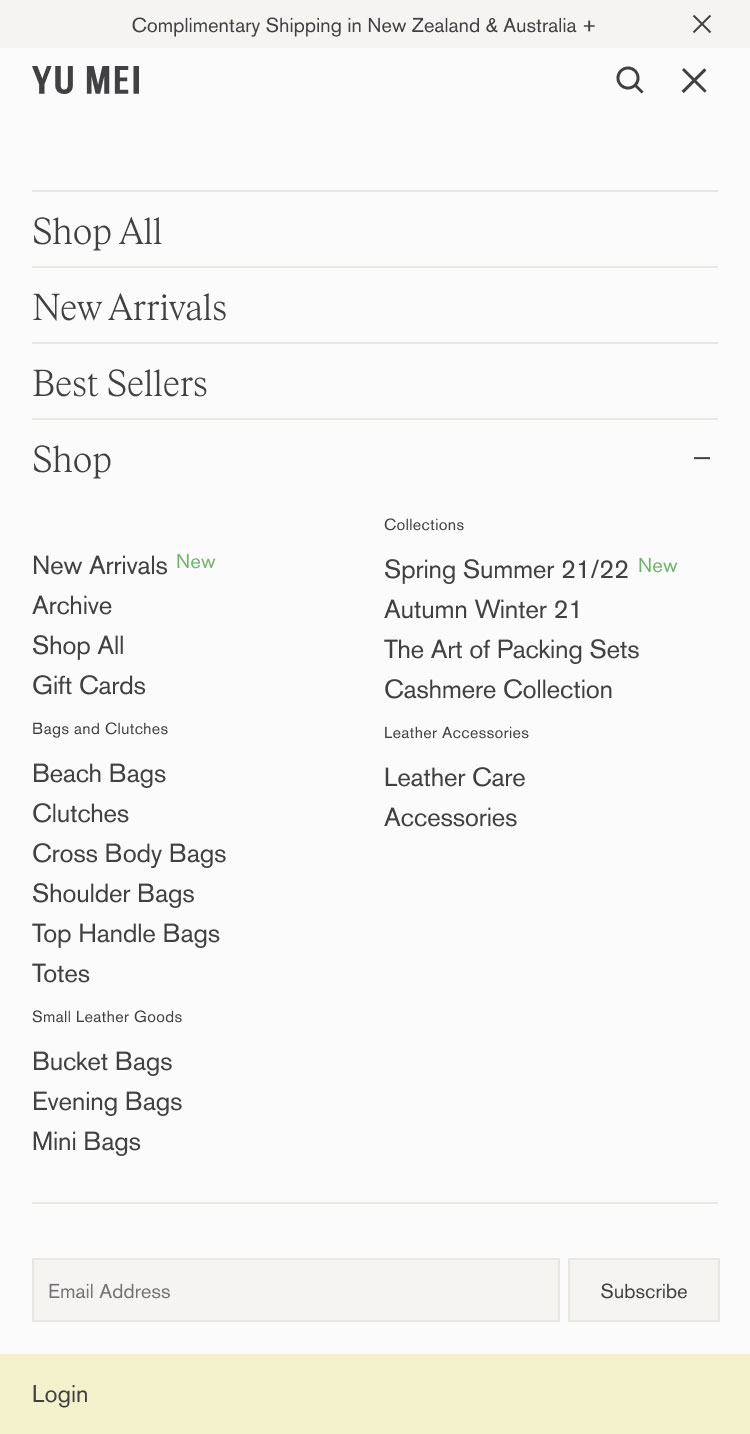 Complimentary Shipping in New Zealand & Australia +
YU MEI
Shop All
New Arrivals
Best Sellers
Shop
New Arrivals New
Archive
Shop All
Gift Cards
Bags and Clutches
Beach Bags
Clutches
Cross Body Bags
Shoulder Bags
Top Handle Bags
Totes
Small Leather Goods
Bucket Bags
Evening Bags
Mini Bags
Collections
Spring Summer 21/22 New
Autumn Winter 21
The Art of Packing Sets
Cashmere Collection
Leather Accessories
Leather Care
Accessories
Email Address
Subscribe
Login